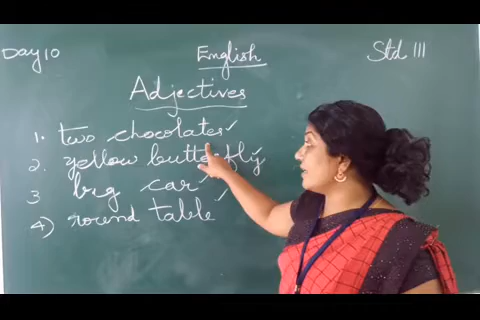 Day 10 English Std III
Adjectives
1. two chocolates ✓
2. yellow butterfly ✓
3 big car ✓
4) round table ✓